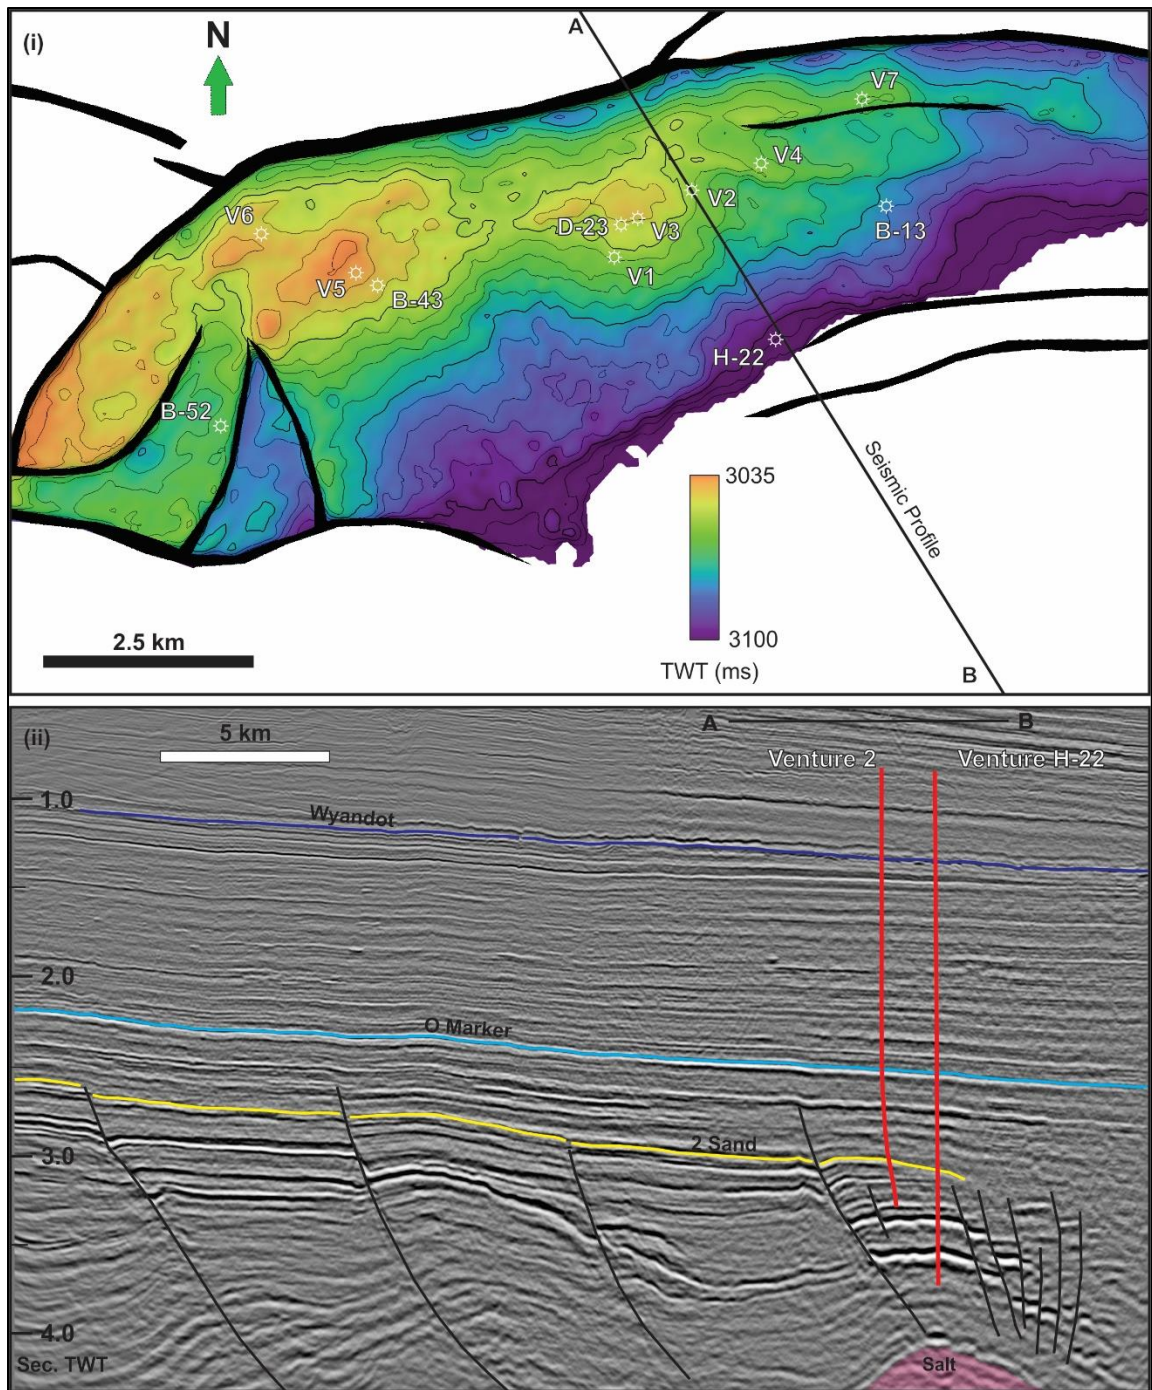 (i)
N
A
V7
V4
V2
V6
D-23
V3
B-13
V1
V5
B-43
H-22
B-52
Seismic Profile
3035
3100
TWT (ms)
2.5 km
B
(ii)
5 km
A
B
Venture 2
Venture H-22
1.0
Wyandot
2.0
O Marker
2 Sand
3.0
4.0
Sec. TWT
Salt